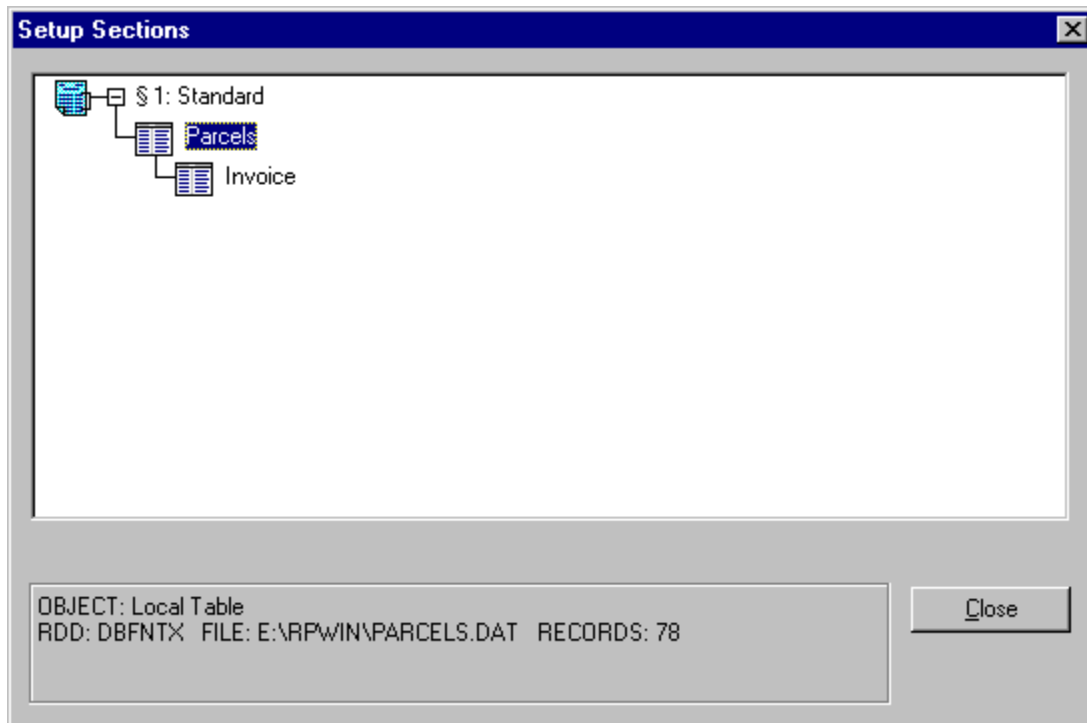 Setup Sections
§ 1: Standard
Parcels
Invoice
OBJECT: Local Table
RDD: DBFNTX FILE: E:\RPWIN\PARCELS.DAT RECORDS: 78
Close